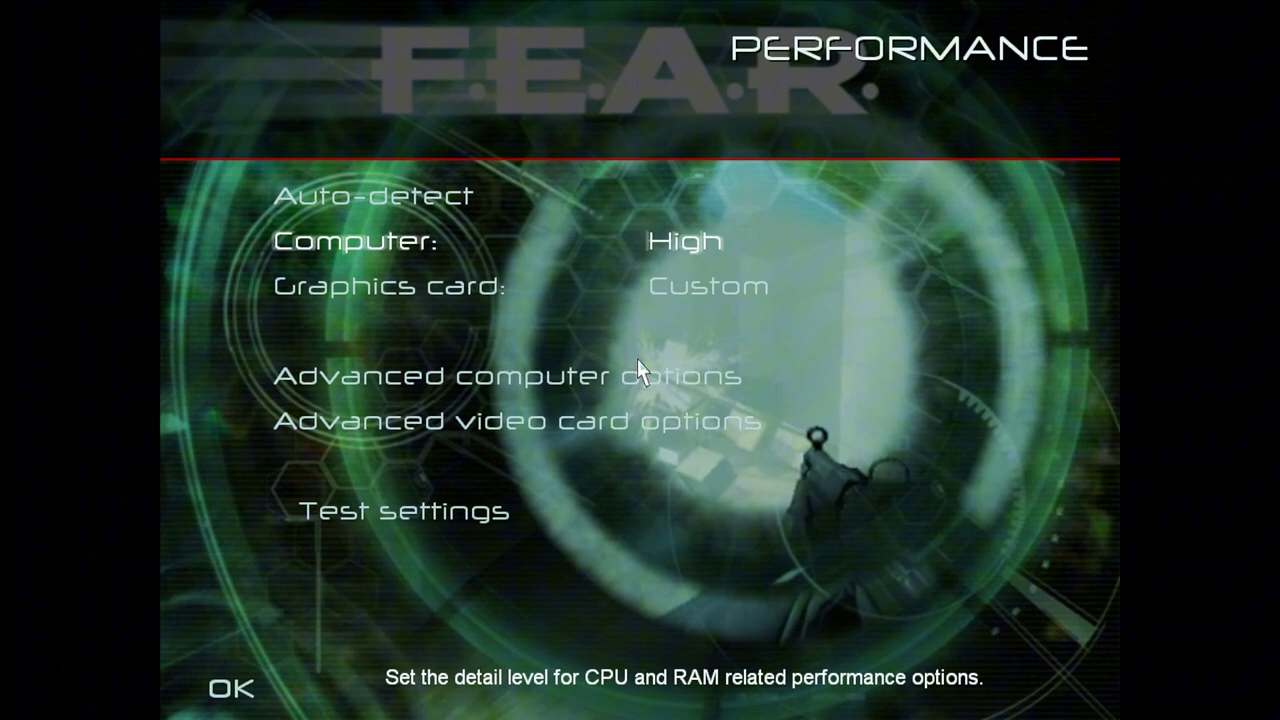 F.E.A.R.
PERFORMANCE
Auto-detect
Computer: High
Graphics card: Custom
Advanced computer options
Advanced video card options
Test settings
Set the detail level for CPU and RAM related performance options.
OK